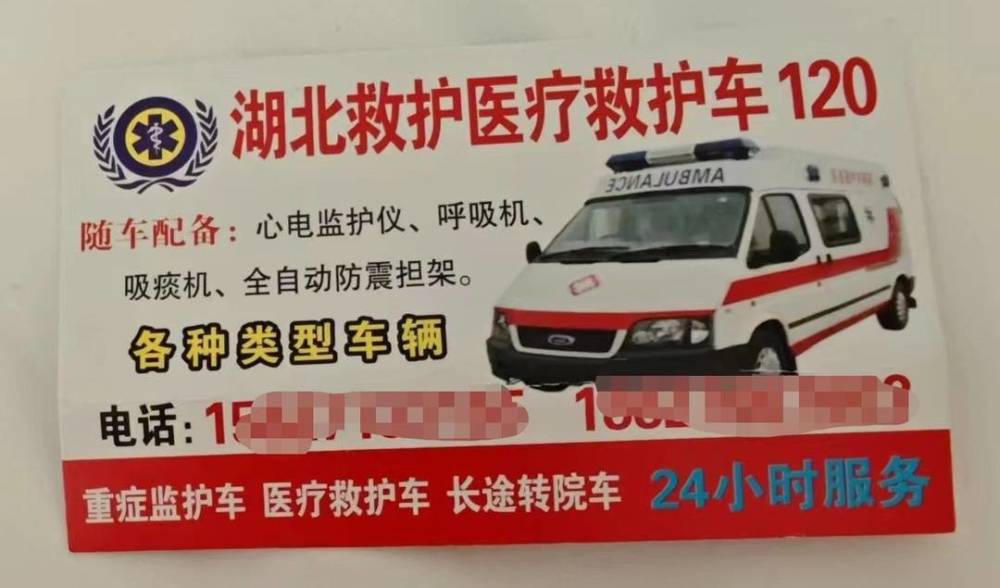 湖北救护医疗救护车120
AMBULANCE
随车配备：心电监护仪、呼吸机、
吸痰机、全自动防震担架。
各种类型车辆
电话:
重症监护车 医疗救护车 长途转院车 24小时服务